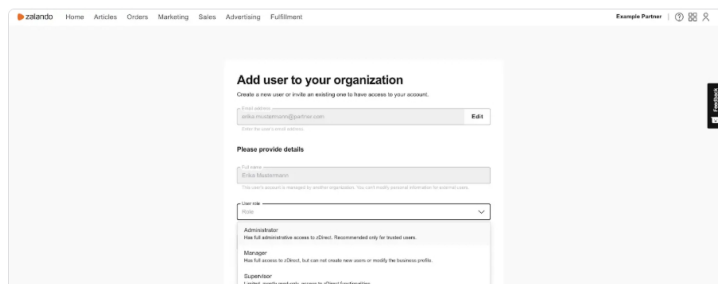 zalando Home Articles Orders Marketing Sales Advertising Fulfillment Example Partner
Feedback
Add user to your organization
Create a new user or invite an existing one to have access to your account.
Email address
erika.mustermann@partner.com Edit
Enter the user's email address.
Please provide details
Full name
Erika Mustermann
This user's account is managed by another organization. You can't modify personal information for external users.
User role
Role
Administrator
Has full administrative access to zDirect. Recommended only for trusted users.
Manager
Has full access to zDirect, but can not create new users or modify the business profile.
Supervisor